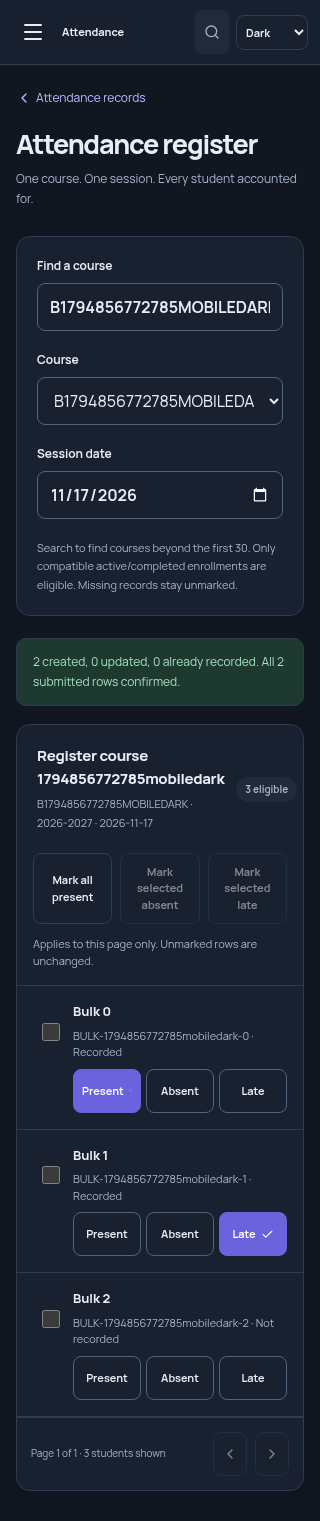 Attendance
Dark
Attendance records
Attendance register
One course. One session. Every student accounted
for.
Find a course
B1794856772785MOBILEDARK
Course
B1794856772785MOBILEDA
Session date
11/17/2026
Search to find courses beyond the first 30. Only
compatible active/completed enrollments are
eligible. Missing records stay unmarked.
2 created, 0 updated, 0 already recorded. All 2
submitted rows confirmed.
Register course
1794856772785mobiledark
3 eligible
B1794856772785MOBILEDARK ·
2026-2027 · 2026-11-17
Mark all
present
Mark
selected
absent
Mark
selected
late
Applies to this page only. Unmarked rows are
unchanged.
Bulk 0
BULK-1794856772785mobiledark-0 ·
Recorded
Present
Absent
Late
Bulk 1
BULK-1794856772785mobiledark-1 ·
Recorded
Present
Absent
Late
Bulk 2
BULK-1794856772785mobiledark-2 · Not
recorded
Present
Absent
Late
Page 1 of 1 · 3 students shown